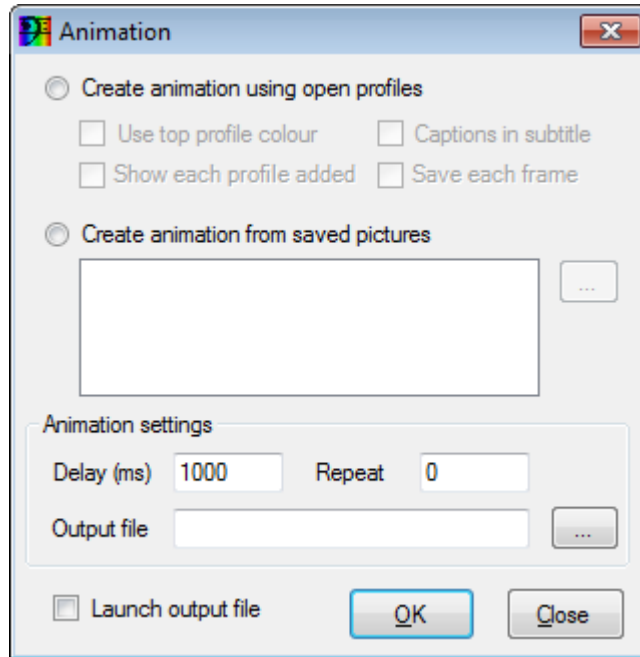 Animation
Create animation using open profiles
Use top profile colour Captions in subtitle
Show each profile added Save each frame
Create animation from saved pictures
...
Animation settings
Delay (ms) 1000 Repeat 0
Output file ...
Launch output file OK Close